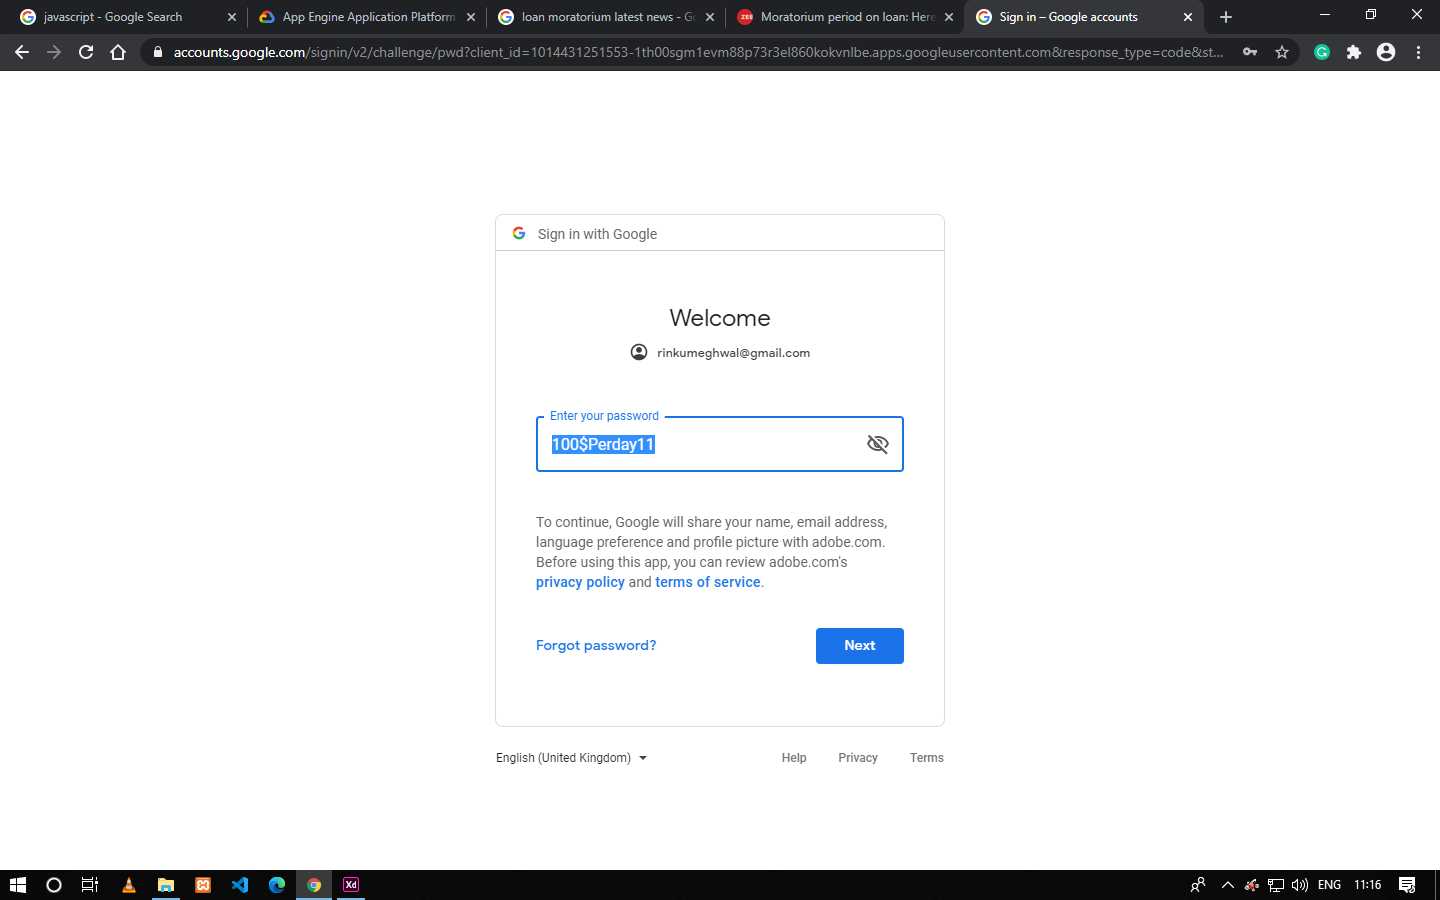 javascript - Google Search
App Engine Application Platform
loan moratorium latest news - Go
Moratorium period on loan: Here
Sign in – Google accounts
accounts.google.com/signin/v2/challenge/pwd?client_id=1014431251553-1th00sgm1evm88p73r3el860kokvnlbe.apps.googleusercontent.com&response_type=code&st...
Sign in with Google
Welcome
rinkumeghwal@gmail.com
Enter your password
100$Perday11
To continue, Google will share your name, email address,
language preference and profile picture with adobe.com.
Before using this app, you can review adobe.com's
privacy policy and terms of service.
Forgot password?
Next
English (United Kingdom)
Help
Privacy
Terms
Xd
ENG
11:16